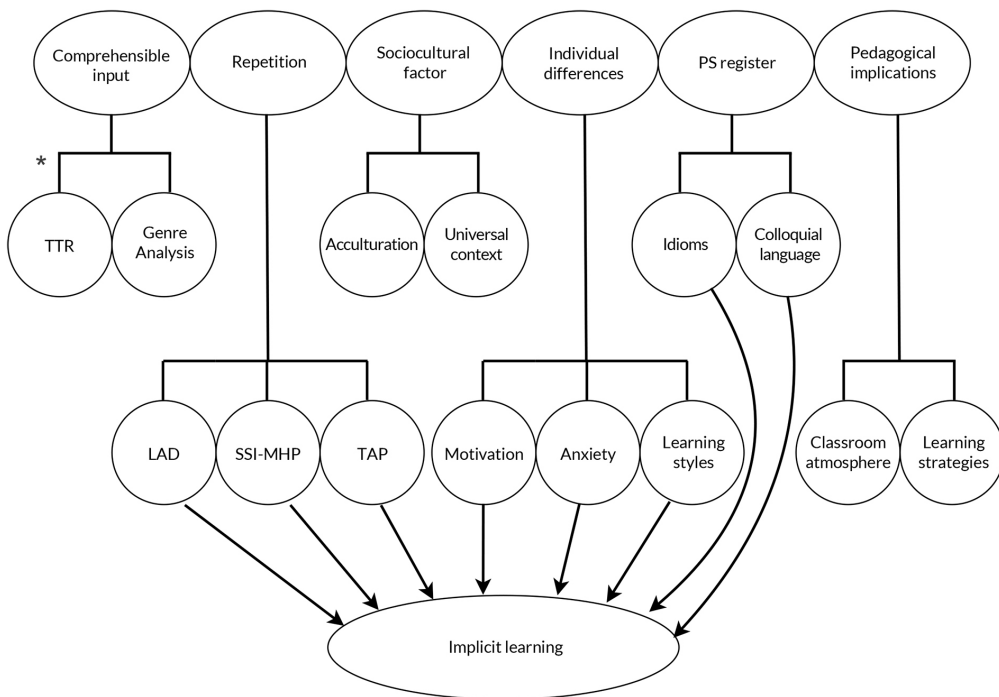 Comprehensible
input
Repetition
Sociocultural
factor
Individual
differences
PS register
Pedagogical
implications
*
TTR
Genre
Analysis
Acculturation
Universal
context
Idioms
Colloquial
language
LAD
SSI-MHP
TAP
Motivation
Anxiety
Learning
styles
Classroom
atmosphere
Learning
strategies
Implicit learning